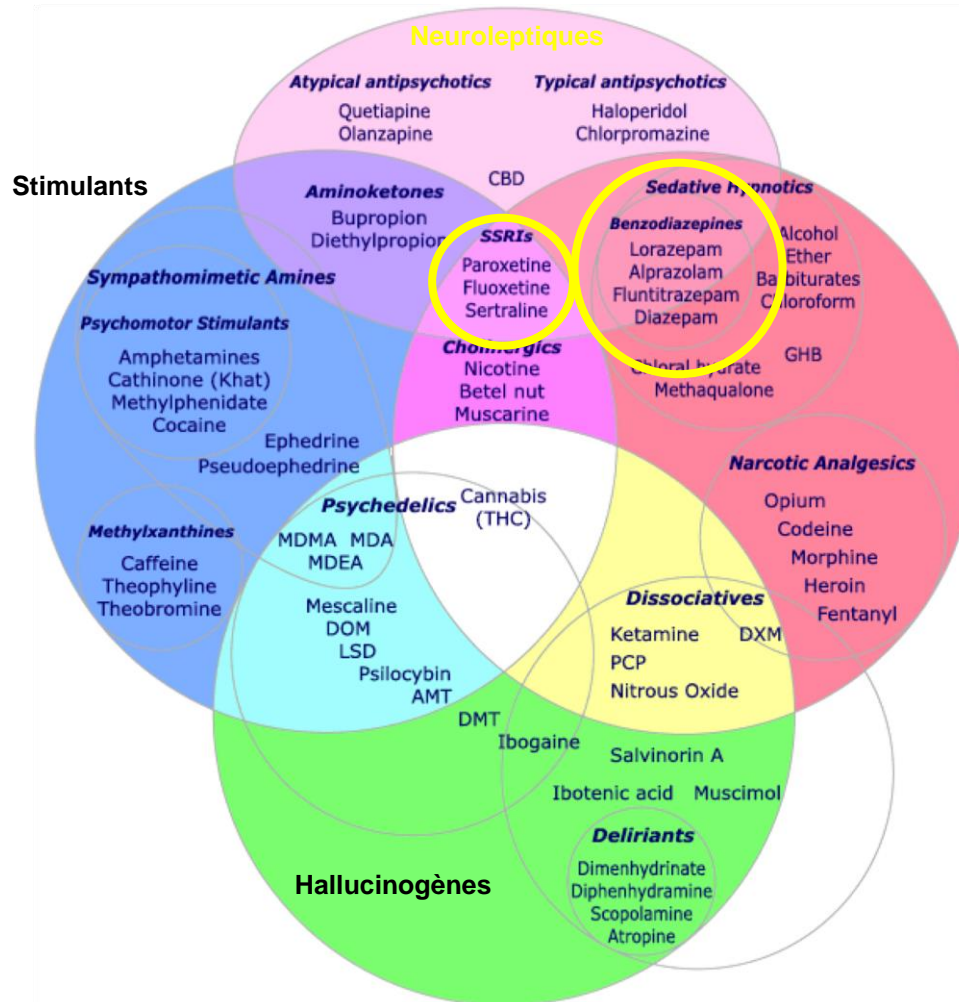 Neuroleptiques
Atypical antipsychotics
Quetiapine
Olanzapine
Typical antipsychotics
Haloperidol
Chlorpromazine
CBD
Stimulants
Aminoketones
Bupropion
Diethylpropion
SSRIs
Paroxetine
Fluoxetine
Sertraline
Sedative Hypnotics
Benzodiazepines
Lorazepam
Alprazolam
Fluntitrazepam
Diazepam
Alcohol
Ether
Barbiturates
Chloroform
GHB
Chloral hydrate
Methaqualone
Sympathomimetic Amines
Psychomotor Stimulants
Amphetamines
Cathinone (Khat)
Methylphenidate
Cocaine
Ephedrine
Pseudoephedrine
Cholinergics
Nicotine
Betel nut
Muscarine
Narcotic Analgesics
Opium
Codeine
Morphine
Heroin
Fentanyl
Methylxanthines
Caffeine
Theophyline
Theobromine
Psychedelics
MDMA MDA
MDEA
Mescaline
DOM
LSD
Psilocybin
AMT
Cannabis
(THC)
DMT
Ibogaine
Dissociatives
Ketamine DXM
PCP
Nitrous Oxide
Salvinorin A
Ibotenic acid Muscimol
Deliriants
Dimenhydrinate
Diphenhydramine
Scopolamine
Atropine
Hallucinogènes